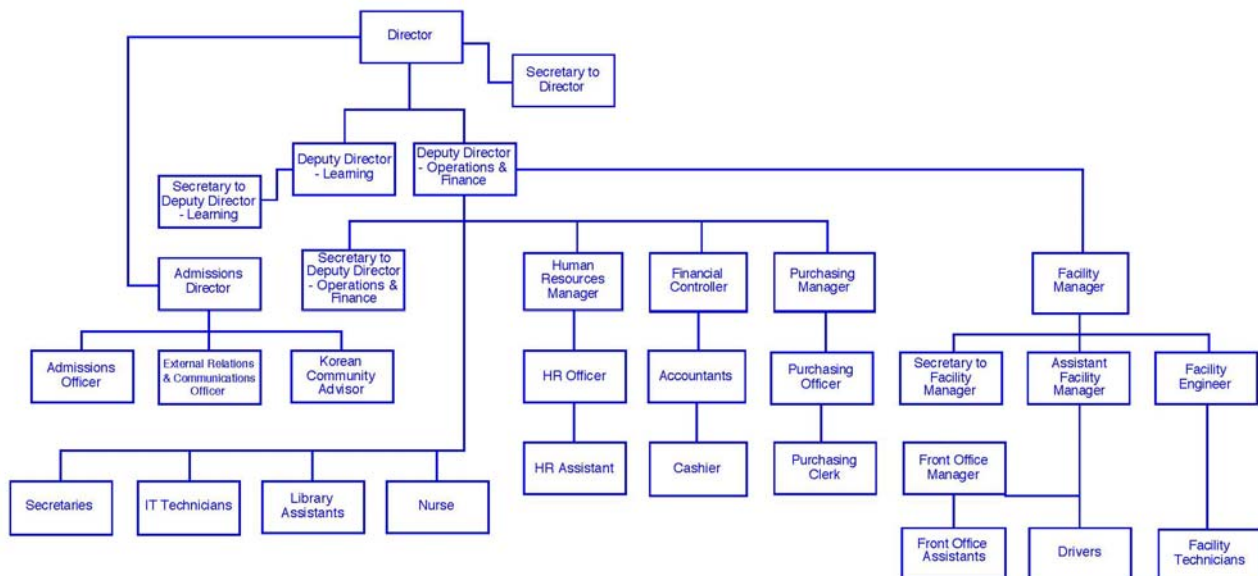 Director
Secretary to
Director
Deputy Director
- Learning
Deputy Director
- Operations &
Finance
Secretary to
Deputy Director
- Learning
Secretary to
Deputy Director
- Operations &
Finance
Human
Resources
Manager
Financial
Controller
Purchasing
Manager
Facility
Manager
Admissions
Director
Admissions
Officer
External Relations
& Communications
Officer
Korean
Community
Advisor
HR Officer
Accountants
Purchasing
Officer
Secretary to
Facility
Manager
Assistant
Facility
Manager
Facility
Engineer
HR Assistant
Cashier
Purchasing
Clerk
Front Office
Manager
Secretaries
IT Technicians
Library
Assistants
Nurse
Front Office
Assistants
Drivers
Facility
Technicians